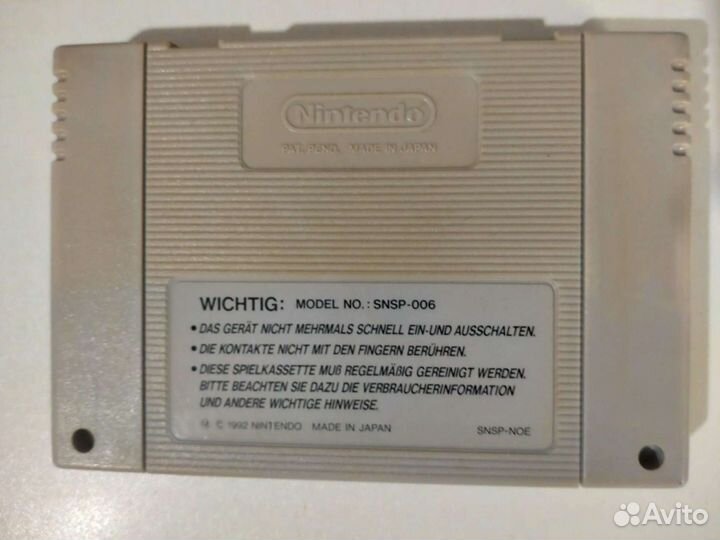 Nintendo
PAT. PEND. MADE IN JAPAN
WICHTIG: MODEL NO.: SNSP-006
• DAS GERÄT NICHT MEHRMALS SCHNELL EIN-UND AUSSCHALTEN.
• DIE KONTAKTE NICHT MIT DEN FINGERN BERÜHREN.
• DIESE SPIELKASSETTE MUß REGELMÄßIG GEREINIGT WERDEN.
BITTE BEACHTEN SIE DAZU DIE VERBRAUCHERINFORMATION
UND ANDERE WICHTIGE HINWEISE.
© 1992 NINTENDO MADE IN JAPAN SNSP-NOE
Avito